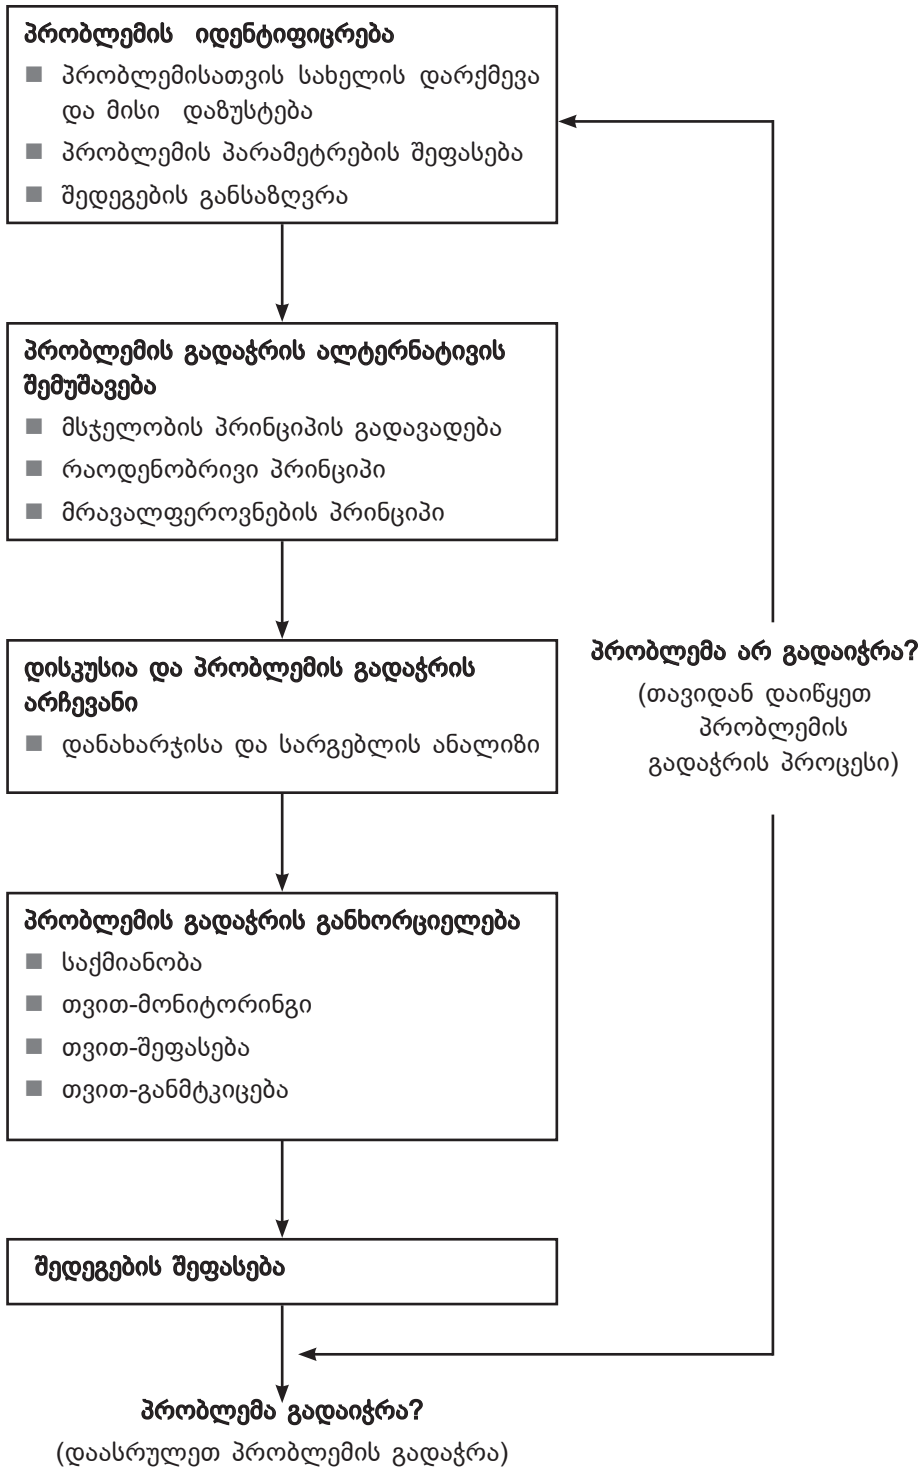 პრობლემის იდენტიფიცრება
■ პრობლემისათვის სახელის დარქმევა
და მისი დაზუსტება
■ პრობლემის პარამეტრების შეფასება
■ შედეგების განსაზღვრა
პრობლემის გადაჭრის ალტერნატივის
შემუშავება
■ მსჯელობის პრინციპის გადავადება
■ რაოდენობრივი პრინციპი
■ მრავალფეროვნების პრინციპი
დისკუსია და პრობლემის გადაჭრის
არჩევანი
■ დანახარჯისა და სარგებლის ანალიზი
პრობლემა არ გადაიჭრა?
(თავიდან დაიწყეთ
პრობლემის
გადაჭრის პროცესი)
პრობლემის გადაჭრის განხორციელება
■ საქმიანობა
■ თვით-მონიტორინგი
■ თვით-შეფასება
■ თვით-განმტკიცება
შედეგების შეფასება
პრობლემა გადაიჭრა?
(დაასრულეთ პრობლემის გადაჭრა)